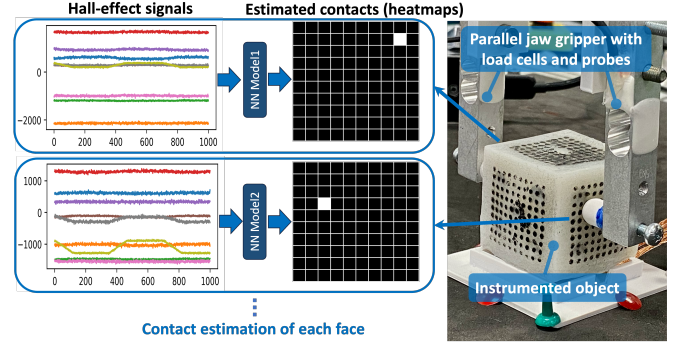 Hall-effect signals
Estimated contacts (heatmaps)
0
−2000
0 200 400 600 800 1000
NN Model1
1000
0
−1000
0 200 400 600 800 1000
NN Model2
Contact estimation of each face
Parallel jaw gripper with
load cells and probes
Instrumented object